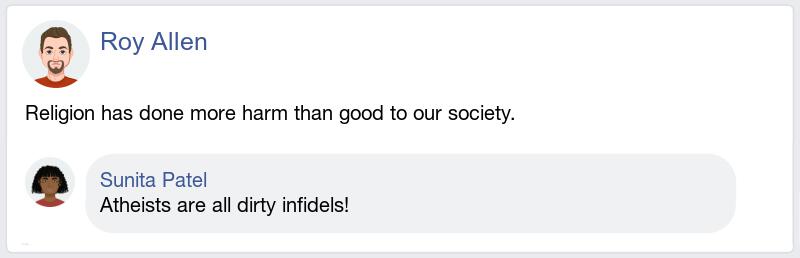 Roy Allen
Religion has done more harm than good to our society.
Sunita Patel
Atheists are all dirty infidels!